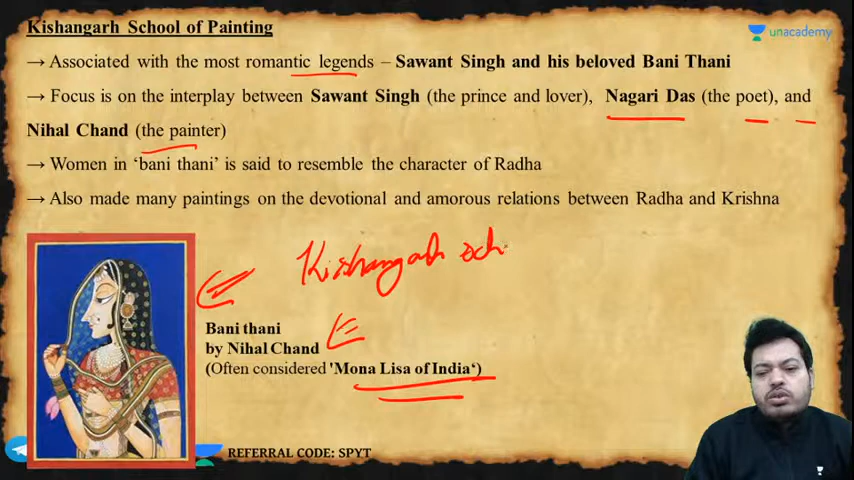 Kishangarh School of Painting
unacademy
→ Associated with the most romantic legends – Sawant Singh and his beloved Bani Thani
→ Focus is on the interplay between Sawant Singh (the prince and lover), Nagari Das (the poet), and
Nihal Chand (the painter)
→ Women in ‘bani thani’ is said to resemble the character of Radha
→ Also made many paintings on the devotional and amorous relations between Radha and Krishna
Kishangarh sch
Bani thani
by Nihal Chand
(Often considered 'Mona Lisa of India‘)
REFERRAL CODE: SPYT